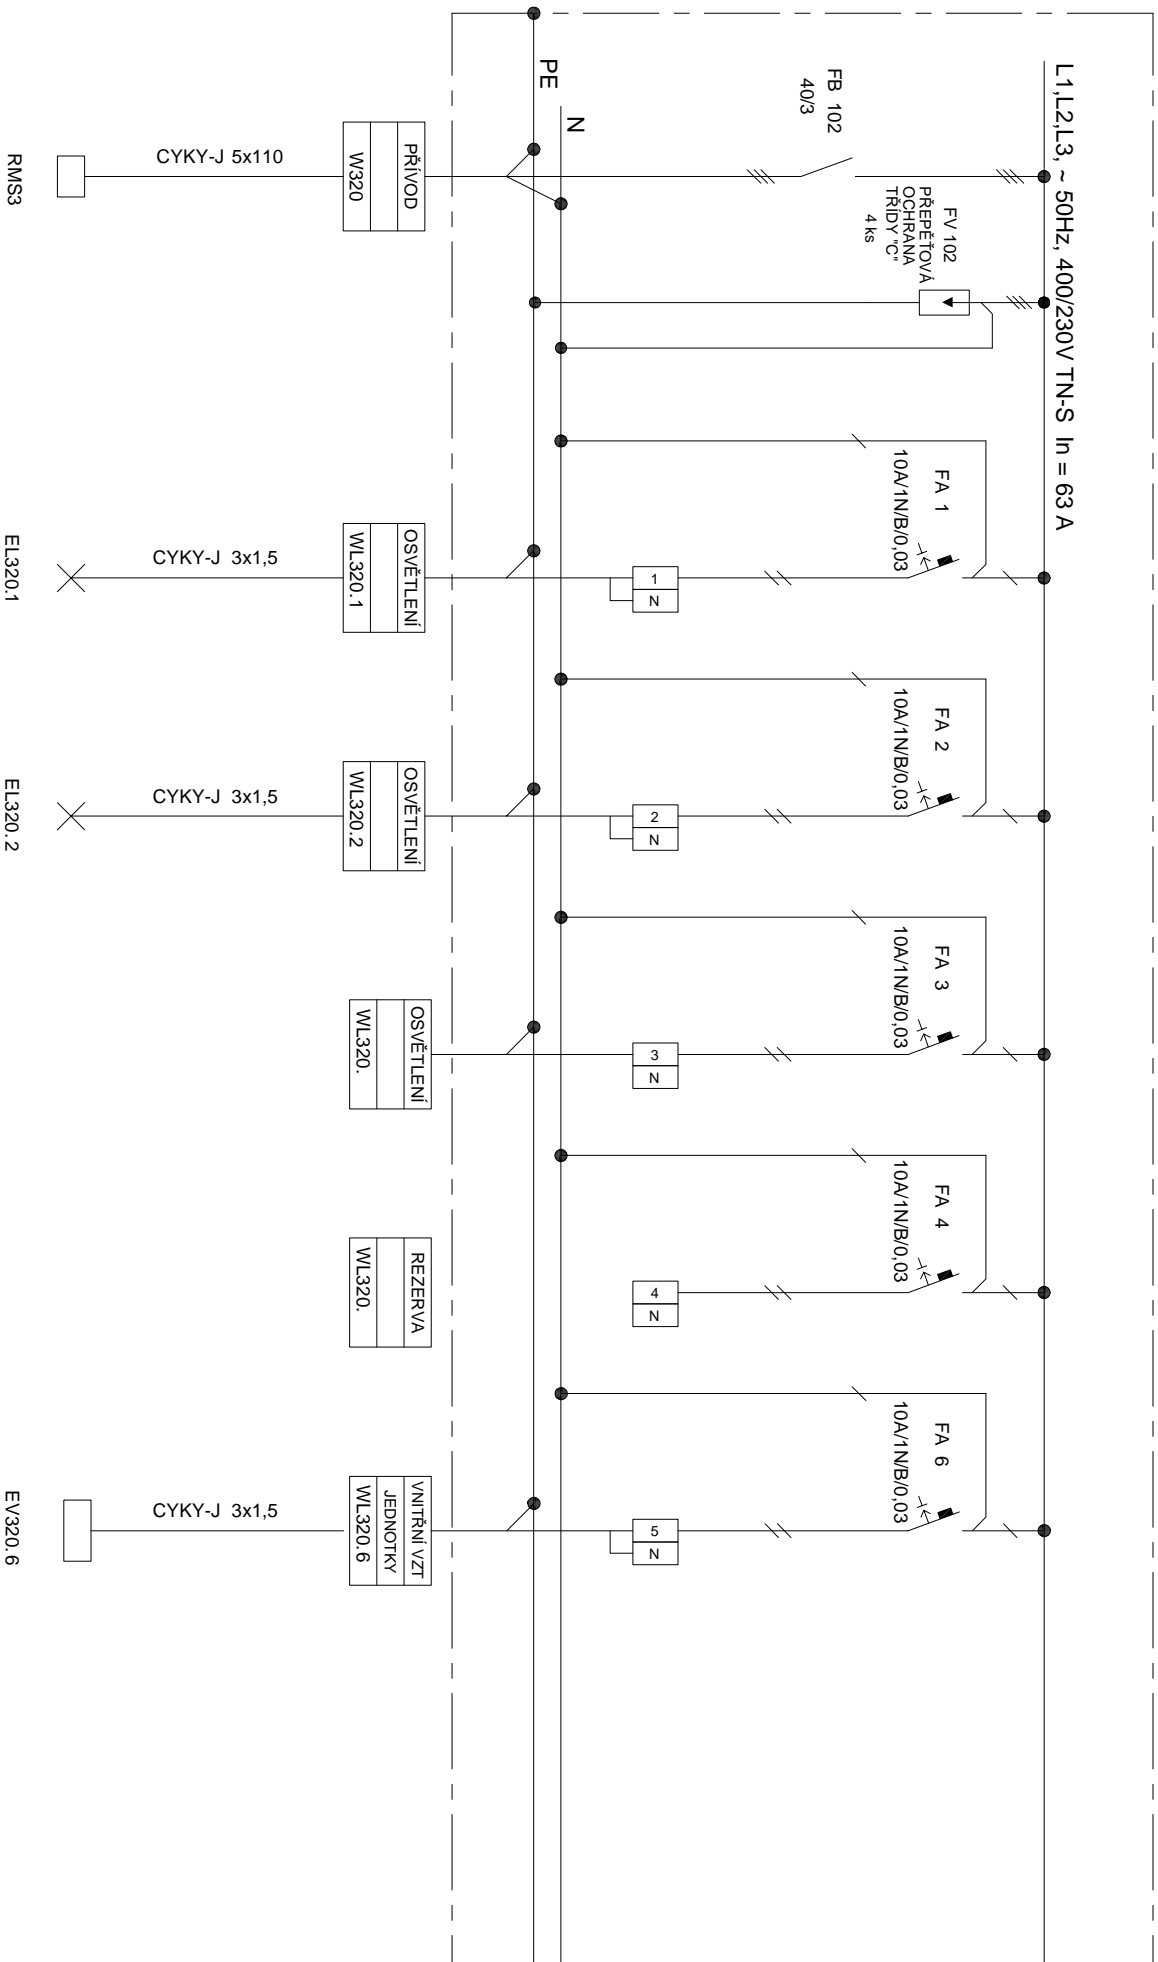 L1,L2,L3, ~ 50Hz, 400/230V TN-S In = 63 A
PE
N
FB 102
40/3
PŘÍVOD
W320
CYKY-J 5x110
RMS3
FV 102
PŘEPĚŤOVÁ
OCHRANA
TŘÍDY "C"
4 ks
FA 1
10A/1N/B/0,03
1
N
OSVĚTLENÍ
WL320.1
CYKY-J 3x1,5
EL320.1
FA 2
10A/1N/B/0,03
2
N
OSVĚTLENÍ
WL320.2
CYKY-J 3x1,5
EL320.2
FA 3
10A/1N/B/0,03
3
N
OSVĚTLENÍ
WL320.
FA 4
10A/1N/B/0,03
4
N
REZERVA
WL320.
FA 6
10A/1N/B/0,03
5
N
VNITŘNÍ VZT
JEDNOTKY
WL320.6
CYKY-J 3x1,5
EV320.6